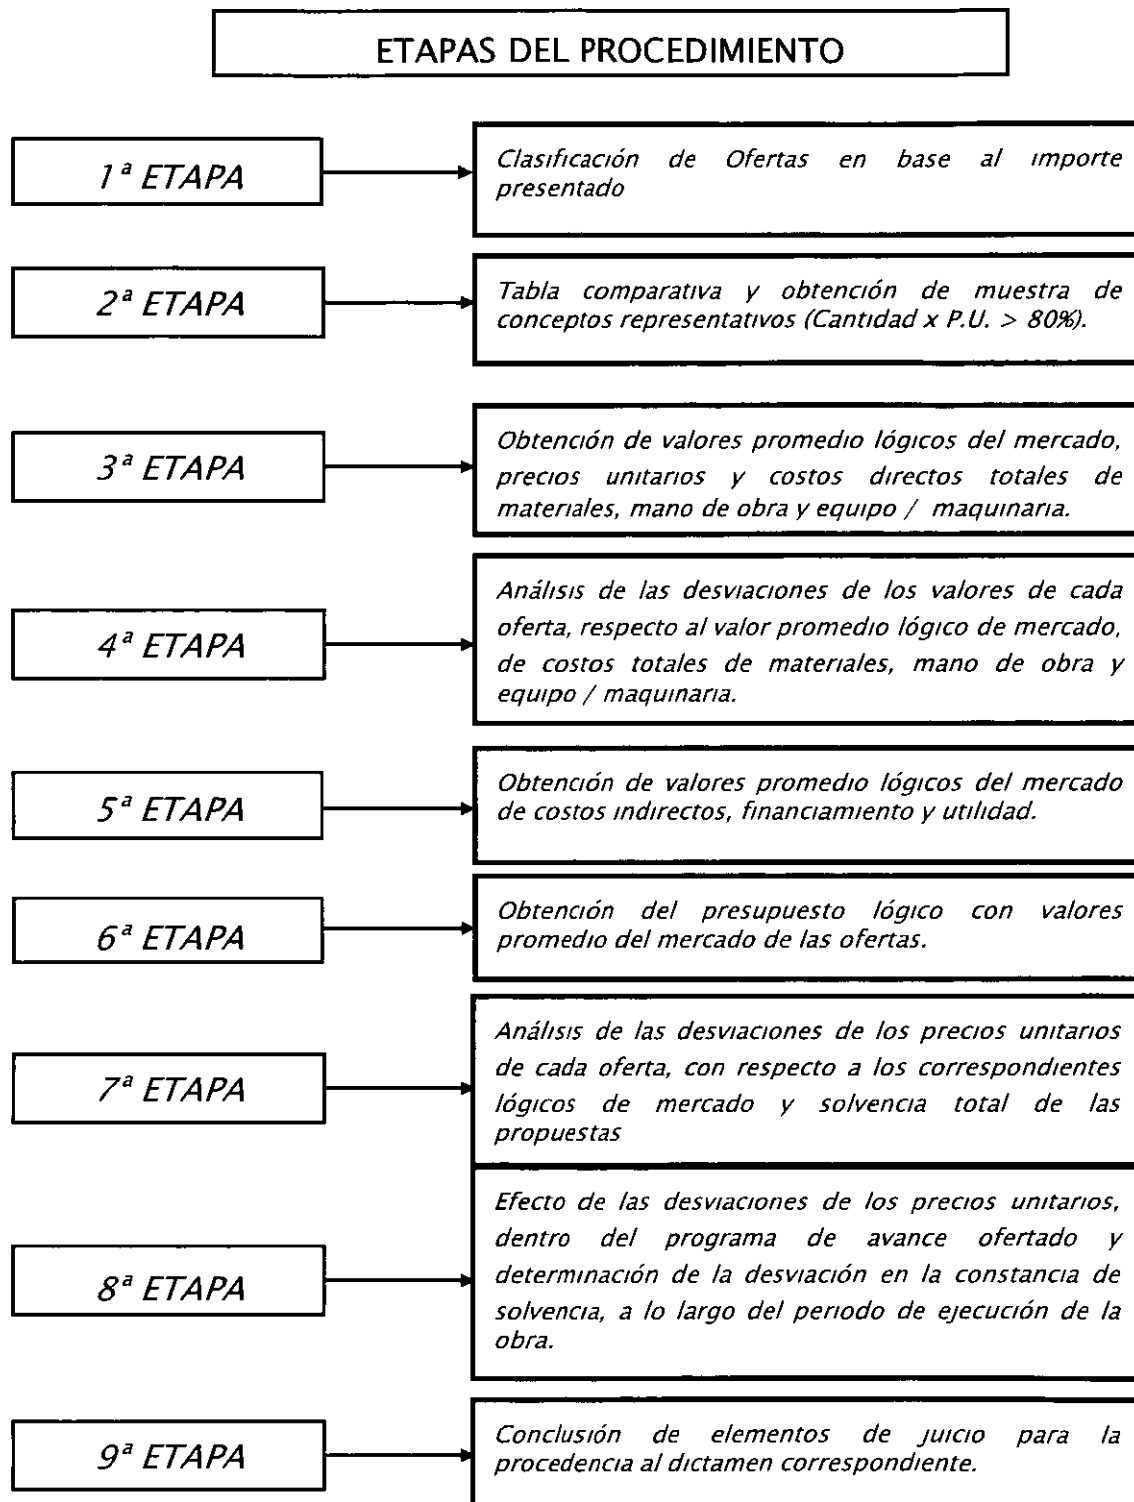 ETAPAS DEL PROCEDIMIENTO
1ª ETAPA
Clasificación de Ofertas en base al importe
presentado
2ª ETAPA
Tabla comparativa y obtención de muestra de
conceptos representativos (Cantidad x P.U. > 80%).
3ª ETAPA
Obtención de valores promedio lógicos del mercado,
precios unitarios y costos directos totales de
materiales, mano de obra y equipo / maquinaria.
4ª ETAPA
Análisis de las desviaciones de los valores de cada
oferta, respecto al valor promedio lógico de mercado,
de costos totales de materiales, mano de obra y
equipo / maquinaria.
5ª ETAPA
Obtención de valores promedio lógicos del mercado
de costos indirectos, financiamiento y utilidad.
6ª ETAPA
Obtención del presupuesto lógico con valores
promedio del mercado de las ofertas.
7ª ETAPA
Análisis de las desviaciones de los precios unitarios
de cada oferta, con respecto a los correspondientes
lógicos de mercado y solvencia total de las
propuestas
8ª ETAPA
Efecto de las desviaciones de los precios unitarios,
dentro del programa de avance ofertado y
determinación de la desviación en la constancia de
solvencia, a lo largo del periodo de ejecución de la
obra.
9ª ETAPA
Conclusión de elementos de juicio para la
procedencia al dictamen correspondiente.